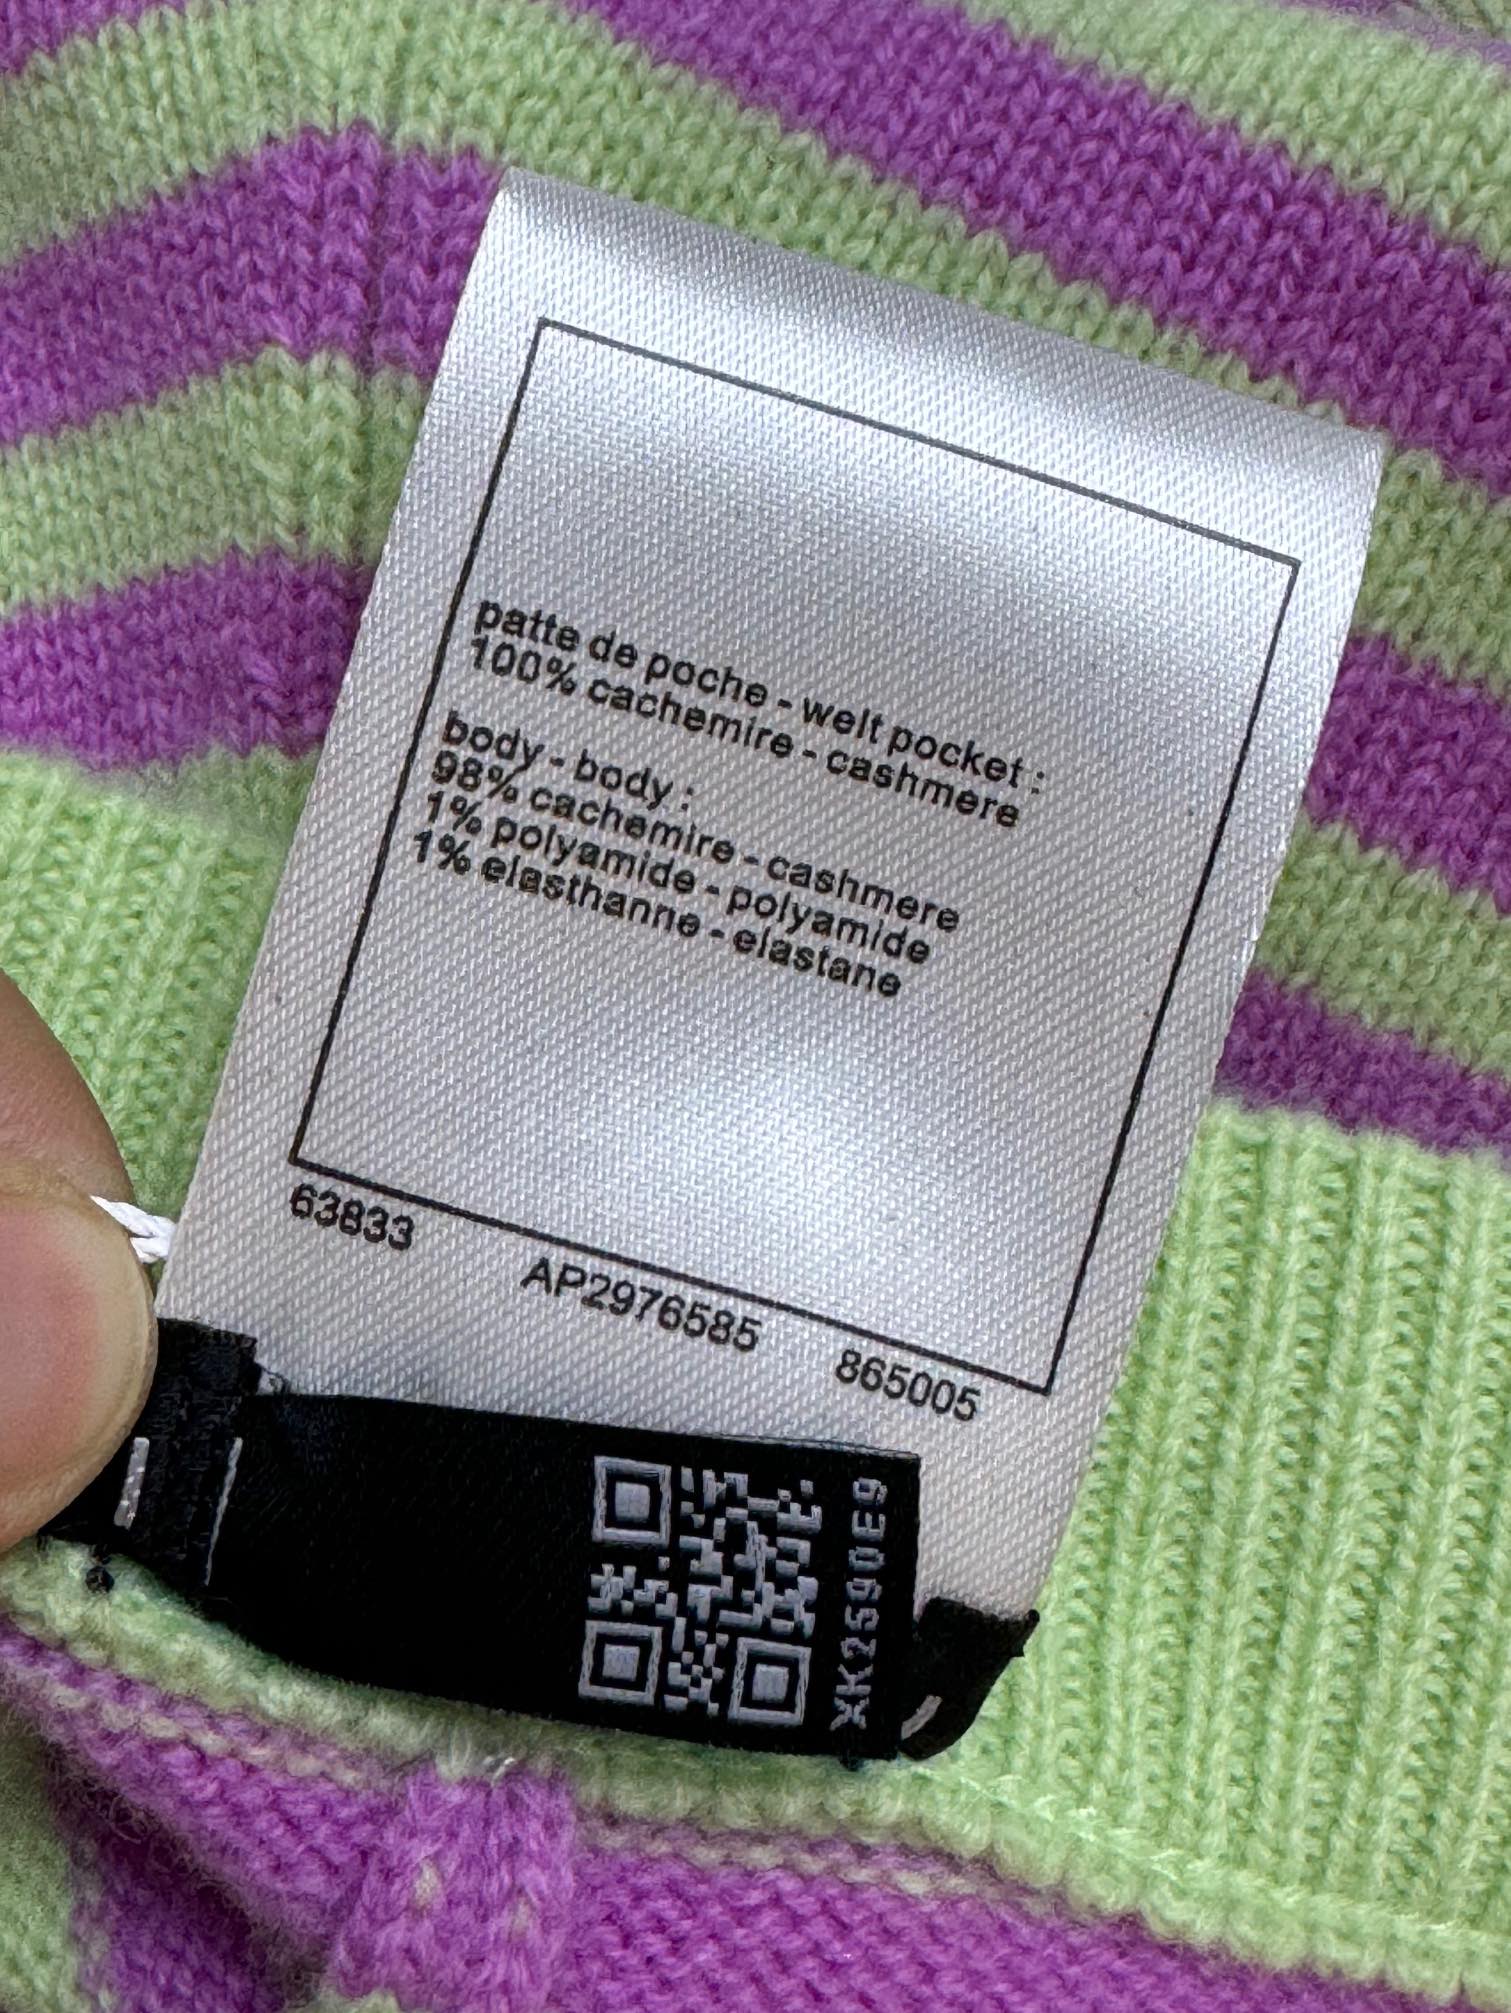 patte de poche - welt pocket :
100% cachemire - cashmere
body - body :
98% cachemire - cashmere
1% polyamide - polyamide
1% elasthanne - elastane
63833 AP2976585 865005
XK2590E9